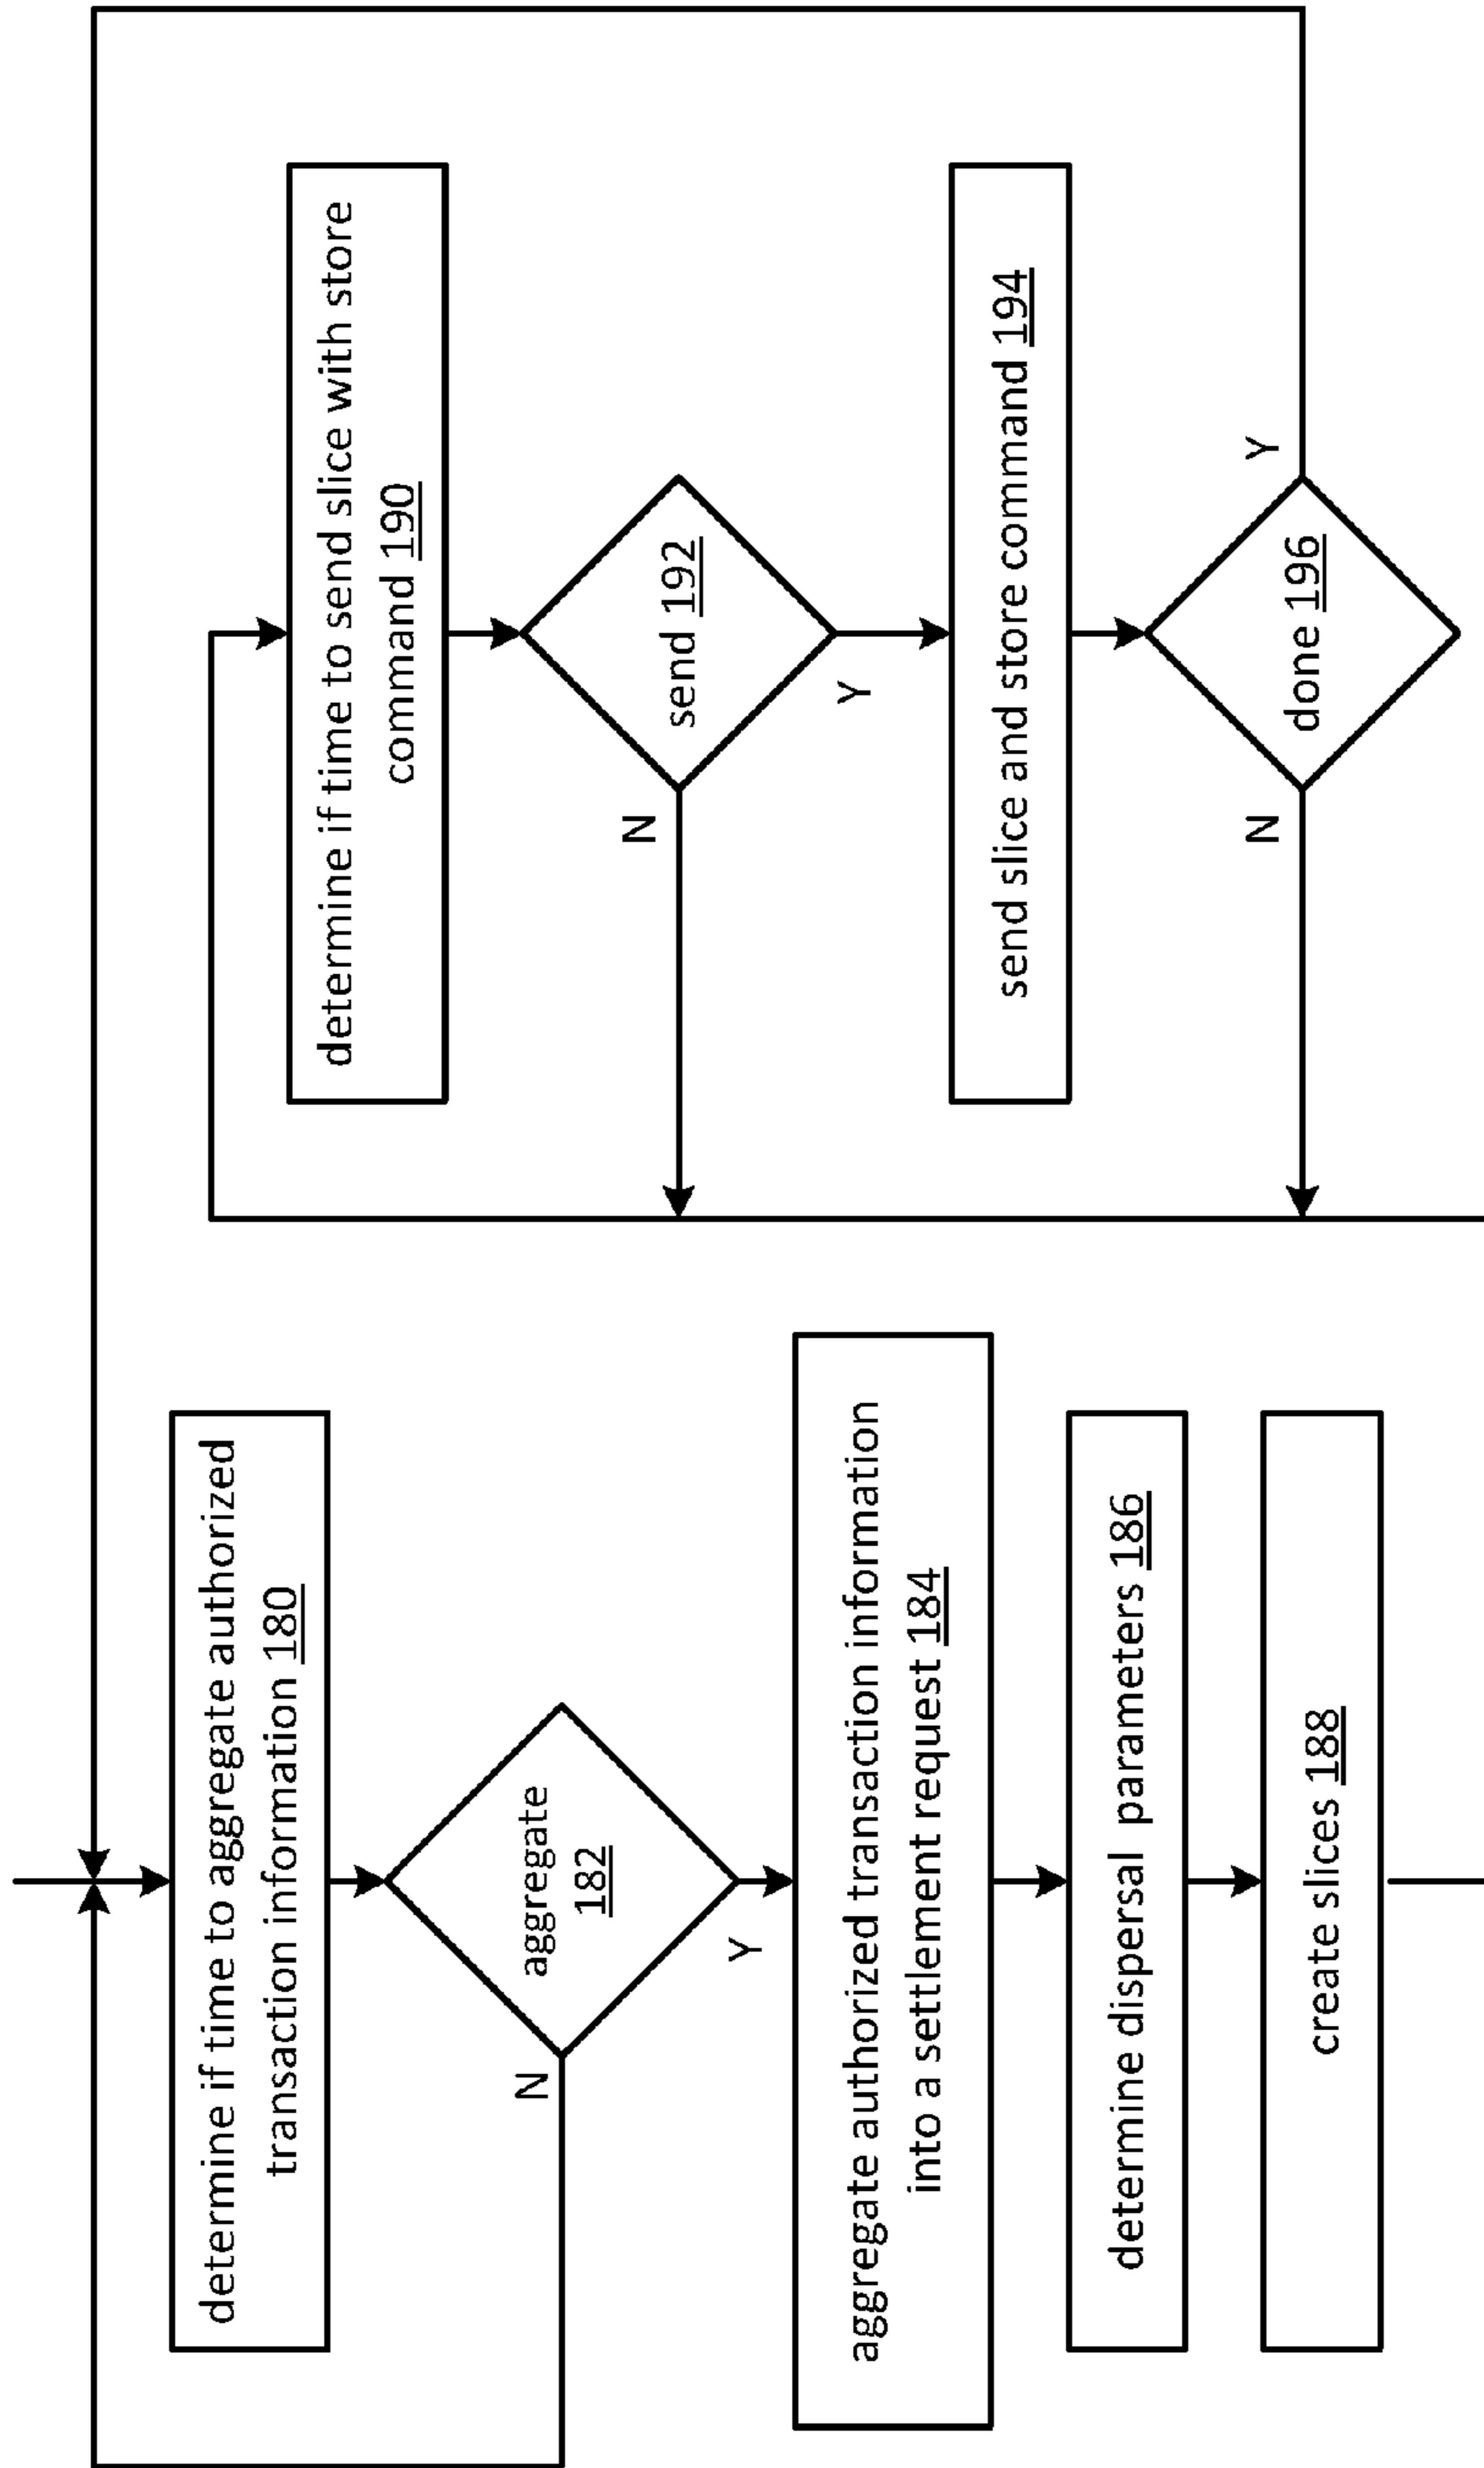 determine if time to aggregate authorized
transaction information 180
aggregate
182
N
Y
aggregate authorized transaction information
into a settlement request 184
determine dispersal parameters 186
create slices 188
determine if time to send slice with store
command 190
send 192
N
Y
send slice and store command 194
done 196
N
Y